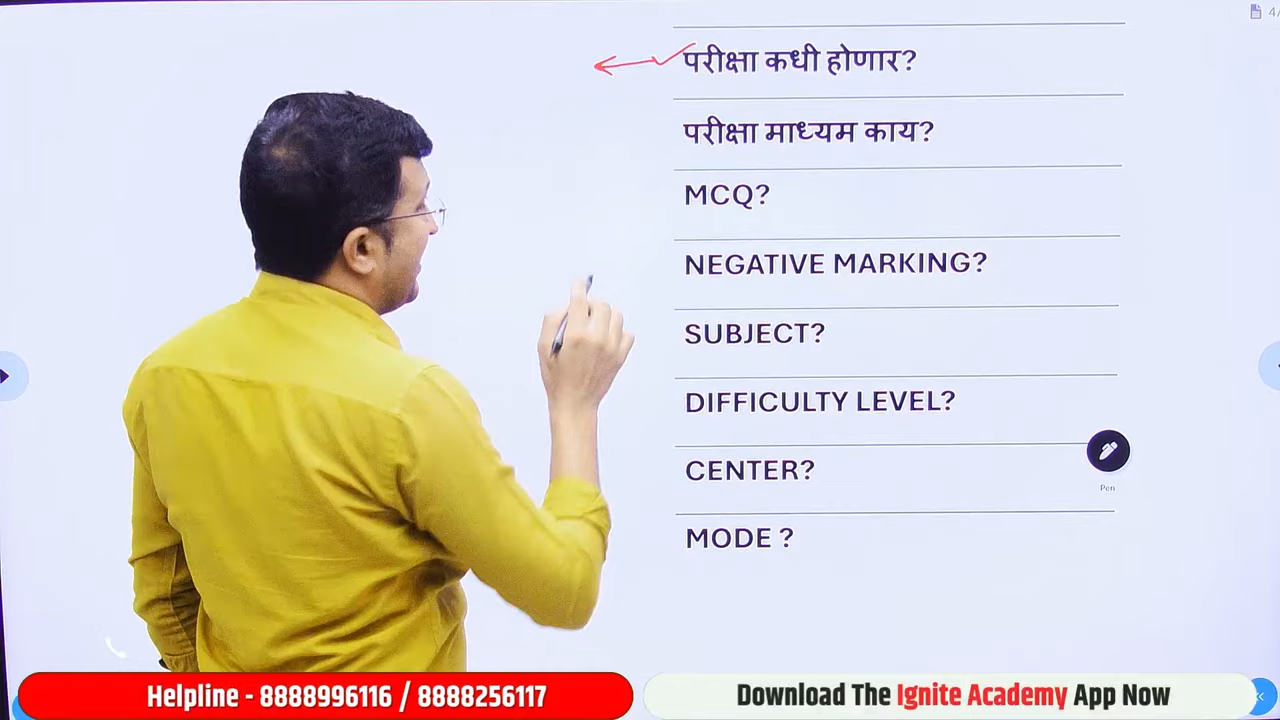 4/
परीक्षा कधी होणार?
परीक्षा माध्यम काय?
MCQ?
NEGATIVE MARKING?
SUBJECT?
DIFFICULTY LEVEL?
CENTER?
Pen
MODE ?
Helpline - 8888996116 / 8888256117
Download The Ignite Academy App Now